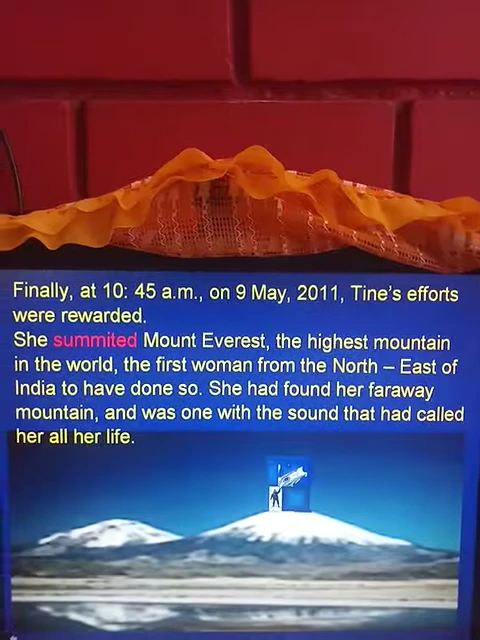 Finally, at 10: 45 a.m., on 9 May, 2011, Tine's efforts
were rewarded.
She summited Mount Everest, the highest mountain
in the world, the first woman from the North – East of
India to have done so. She had found her faraway
mountain, and was one with the sound that had called
her all her life.